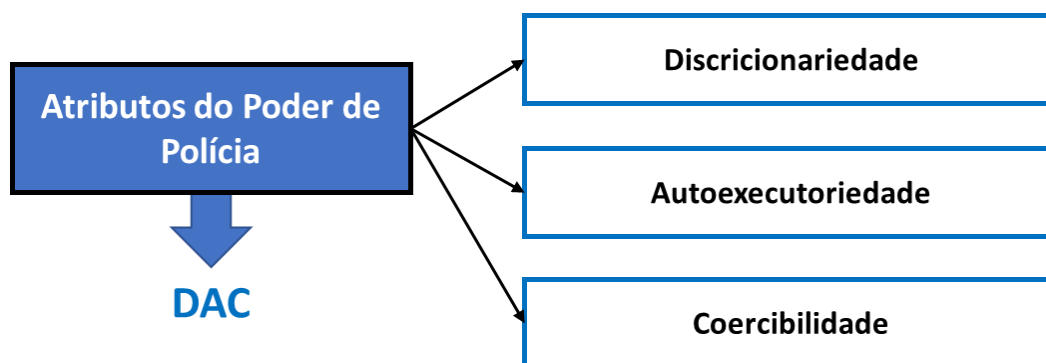 Atributos do Poder de
Polícia
DAC
Discricionariedade
Autoexecutoriedade
Coercibilidade